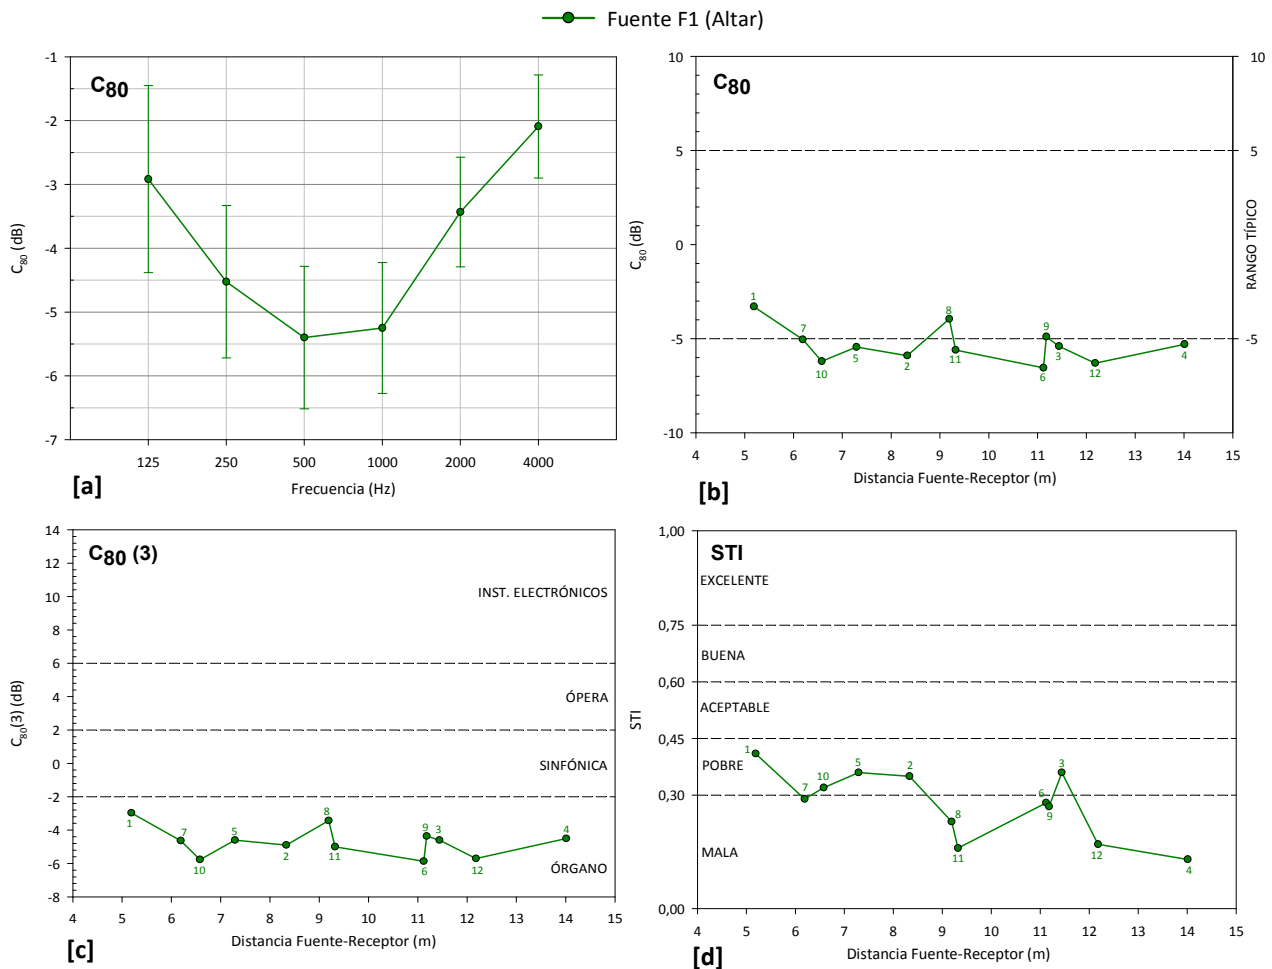 Fuente F1 (Altar)
C80
-1
-2
-3
-4
-5
-6
-7
C80 (dB)
125 250 500 1000 2000 4000
Frecuencia (Hz)
[a]
C80
10
5
0
-5
-10
C80 (dB)
10
5
-5
RANGO TÍPICO
1
7
10
5
2
8
11
6
9
3
12
4
4 5 6 7 8 9 10 11 12 13 14 15
Distancia Fuente-Receptor (m)
[b]
C80 (3)
14
12
10
8
6
4
2
0
-2
-4
-6
-8
C80(3) (dB)
INST. ELECTRÓNICOS
ÓPERA
SINFÓNICA
ÓRGANO
1
7
10
5
2
8
11
6
9
3
12
4
4 5 6 7 8 9 10 11 12 13 14 15
Distancia Fuente-Receptor (m)
[c]
STI
1,00
0,75
0,60
0,45
0,30
0,00
STI
EXCELENTE
BUENA
ACEPTABLE
POBRE
MALA
1
7
10
5
2
8
11
6
9
3
12
4
4 5 6 7 8 9 10 11 12 13 14 15
Distancia Fuente-Receptor (m)
[d]